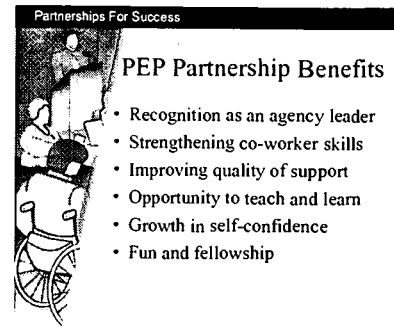 Partnerships For Success
PEP Partnership Benefits
• Recognition as an agency leader
• Strengthening co-worker skills
• Improving quality of support
• Opportunity to teach and learn
• Growth in self-confidence
• Fun and fellowship